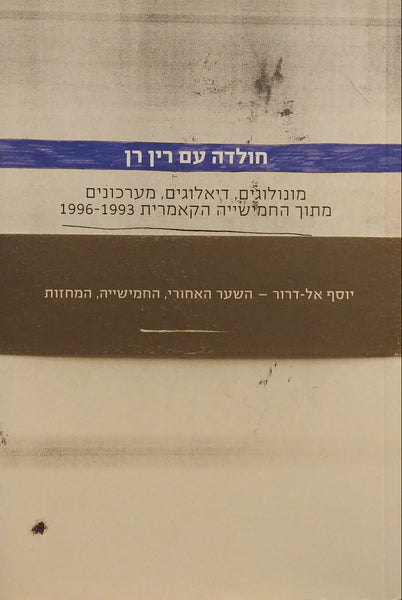 חולדה עם רין רן
מונולוגים, דיאלוגים, מערכונים
מתוך החמישייה הקאמרית 1996-1993
יוסף אל-דרור – השער האחורי, החמישייה, המחזות